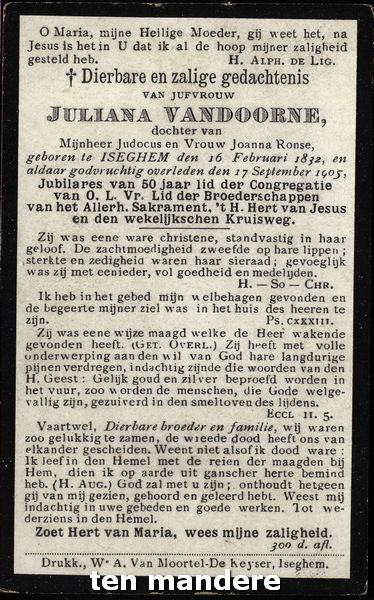 O Maria, mijne Heilige Moeder, gij weet het, na
Jesus is het in U dat ik al de hoop mijner zaligheid
gesteld heb. H. ALPH. DE LIG.
† Dierbare en zalige gedachtenis
VAN JUFVROUW
JULIANA VANDOORNE,
dochter van
Mijnheer Judocus en Vrouw Joanna Ronse,
geboren te ISEGHEM den 16 Februari 1832, en
aldaar godvruchtig overleden den 17 September 1905,
Jubilares van 50 jaar lid der Congregatie
van O. L. Vr. Lid der Broederschappen
van het Allerh. Sakrament, 't H. Hert van Jesus
en den wekelijkschen Kruisweg.
Zij was eene ware christene, standvastig in haar
geloof. De zachtmoedigheid zweefde op hare lippen;
sterkte en zedigheid waren haar sieraad; gevoeglijk
was zij met eenieder, vol goedheid en medelijden.
H. — SO — CHR.
Ik heb in het gebed mijn welbehagen gevonden en
de begeerte mijner ziel was in het huis des heeren te
zijn. Ps. CXXXIII.
Zij was eene wijze maagd welke de Heer wakende
gevonden heeft. (GET. OVERL.) Zij heeft met volle
onderwerping aan den wil van God hare langdurige
pijnen verdregen, indachtig zijnde die woorden van den
H. Geest: Gelijk goud en zilver beproefd worden in
het vuur, zoo worden de menschen, die Gode welge-
vallig zijn, gezuiverd in den smeltoven des lijdens.
ECCL II. 5.
Vaartwel, Dierbare broeder en familie, wij waren
zoo gelukkig te zamen, de wreede dood heeft ons van
elkander gescheiden. Weent niet alsof ik dood ware:
Ik leef in den Hemel met de reien der maagden bij
Hem, dien ik op aarde uit ganscher herte bemind
heb. (H. AUG.) God zal met u zijn; onthoudt hetgeen
gij van mij gezien, gehoord en geleerd hebt. Weest mij
indachtig in uwe gebeden en goede werken. Tot we-
derziens in den Hemel.
Zoet Hert van Maria, wees mijne zaligheid.
300 d. afl.
Drukk., We A. Van Moortel-De Keyser, Iseghem.
ten mandere